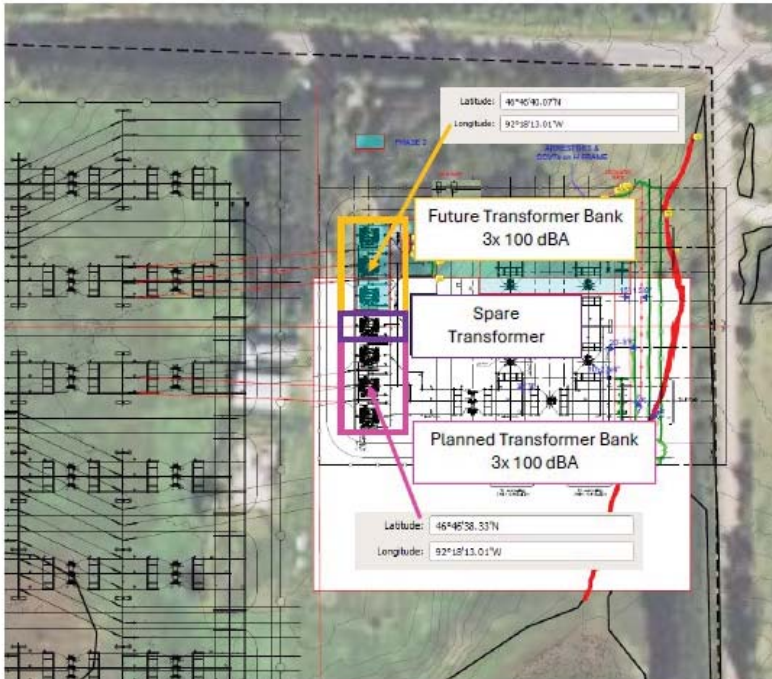 Latitude: 46°46'40.07"N
Longitude: 92°18'13.01"W
PHASE 2
ARRESTERS &
Future Transformer Bank
3x 100 dBA
Spare
Transformer
Planned Transformer Bank
3x 100 dBA
Latitude: 46°46'38.33"N
Longitude: 92°18'13.01"W